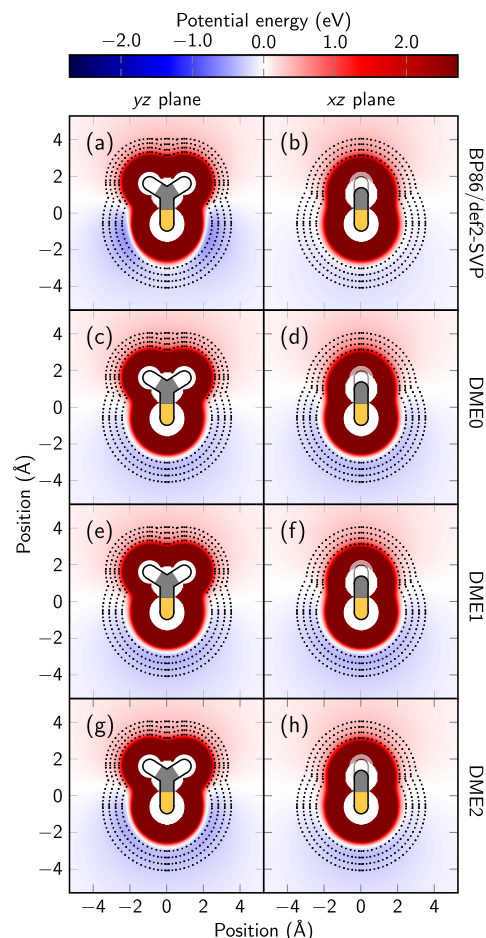 Potential energy (eV)
−2.0 −1.0 0.0 1.0 2.0
yz plane xz plane
(a) (b)
4
2
0
−2
−4
BP86/def2-SVP
(c) (d)
4
2
0
−2
−4
DME0
Position (Å)
(e) (f)
4
2
0
−2
−4
DME1
(g) (h)
4
2
0
−2
−4
DME2
−4 −2 0 2 4 −4 −2 0 2 4
Position (Å)